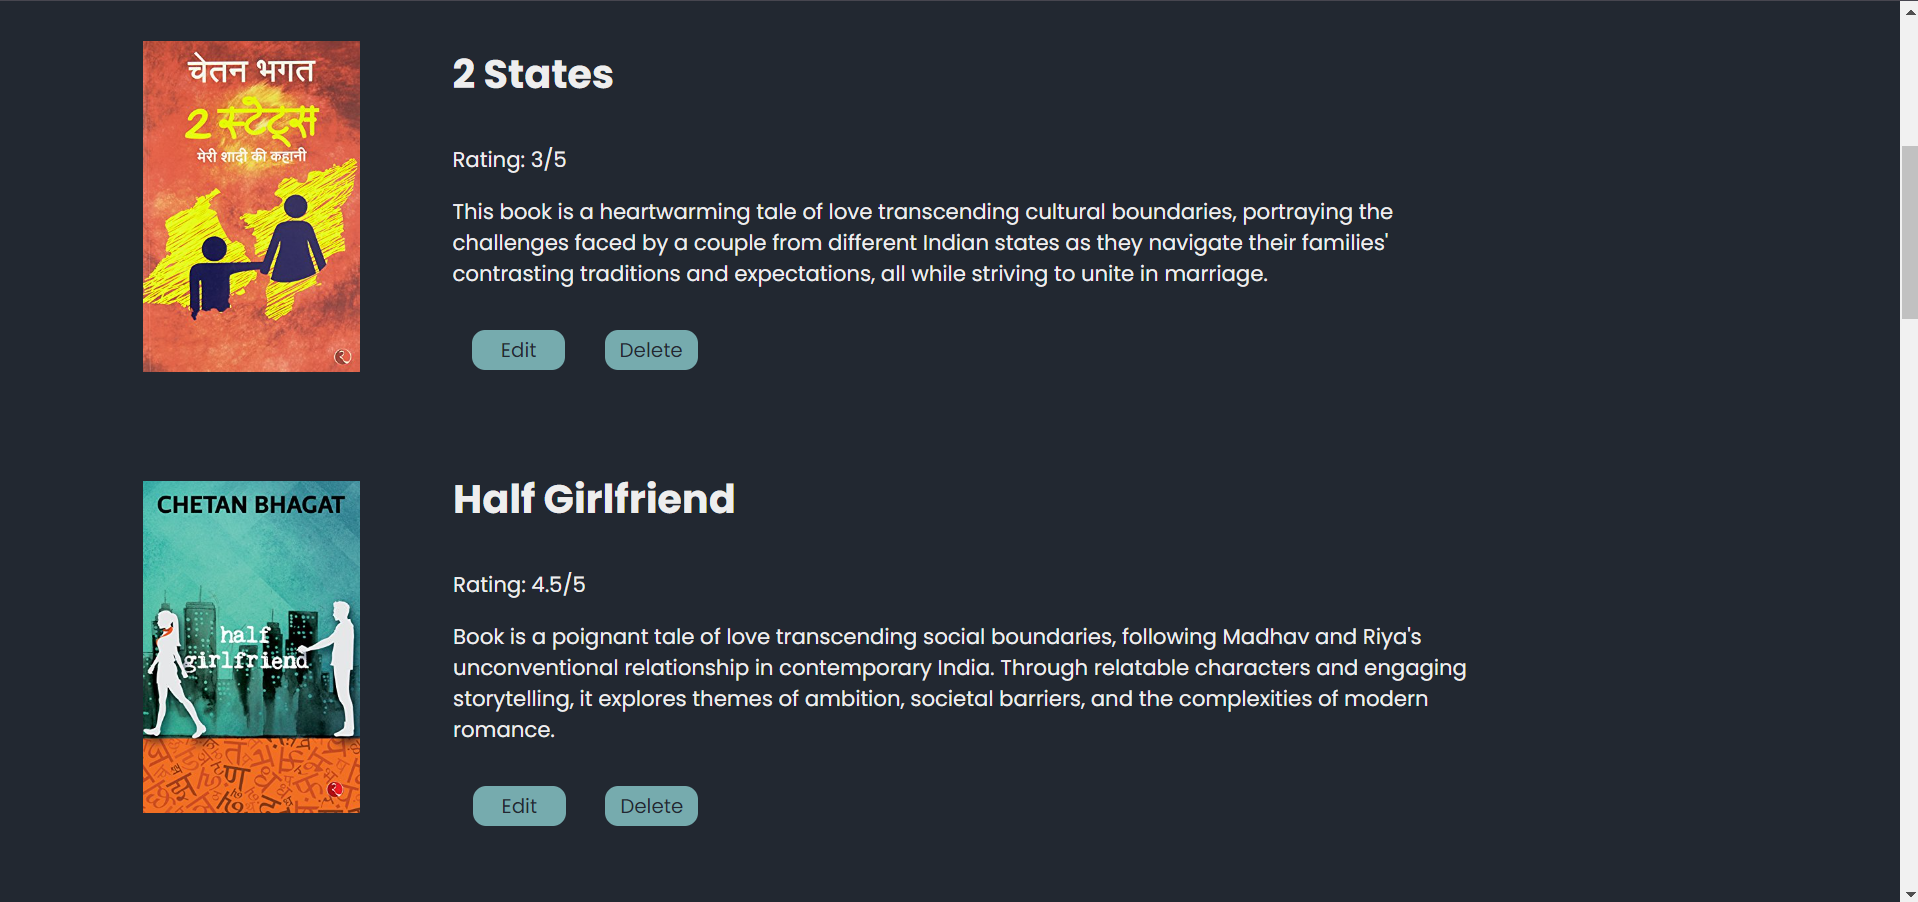 चेतन भगत
2 स्टेट्स
मेरी शादी की कहानी
2 States
Rating: 3/5
This book is a heartwarming tale of love transcending cultural boundaries, portraying the
challenges faced by a couple from different Indian states as they navigate their families'
contrasting traditions and expectations, all while striving to unite in marriage.
Edit
Delete
CHETAN BHAGAT
half
girlfriend
Half Girlfriend
Rating: 4.5/5
Book is a poignant tale of love transcending social boundaries, following Madhav and Riya's
unconventional relationship in contemporary India. Through relatable characters and engaging
storytelling, it explores themes of ambition, societal barriers, and the complexities of modern
romance.
Edit
Delete